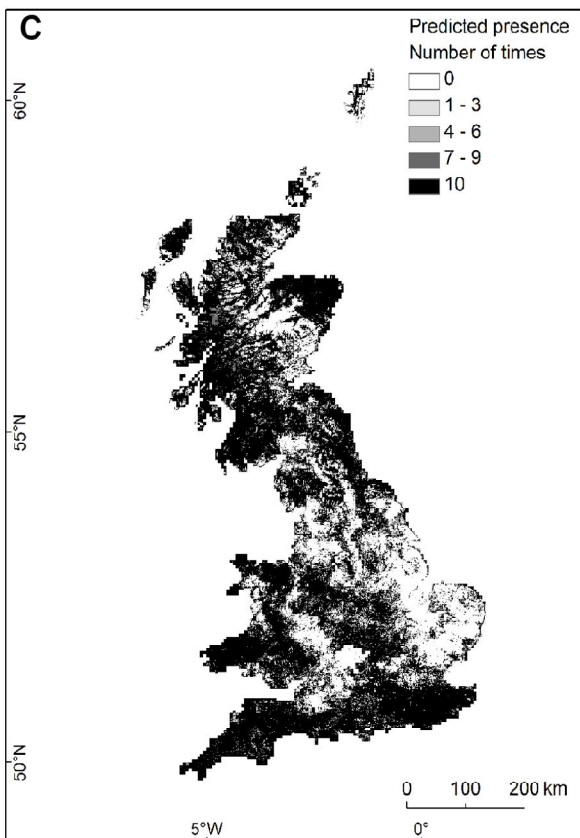 C
Predicted presence
Number of times
0
1 - 3
4 - 6
7 - 9
10
60°N
55°N
50°N
0 100 200 km
5°W 0°